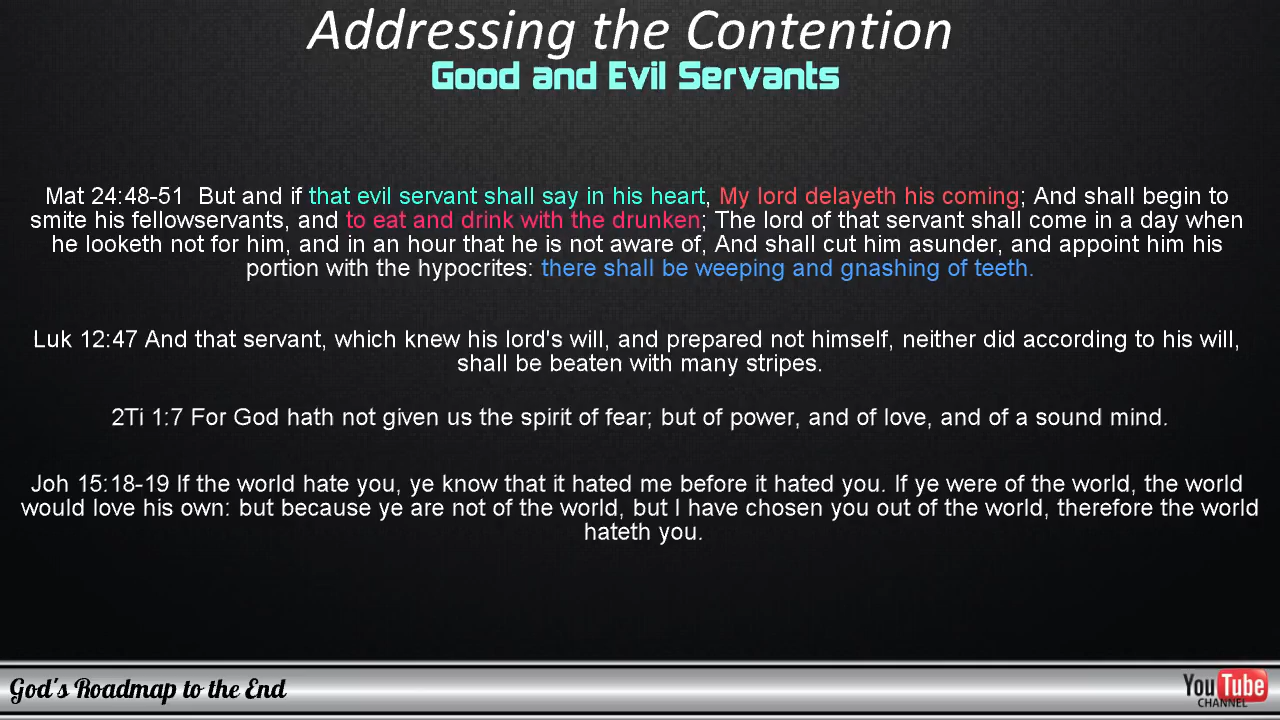 Addressing the Contention
Good and Evil Servants
Mat 24:48-51  But and if that evil servant shall say in his heart, My lord delayeth his coming; And shall begin to
smite his fellowservants, and to eat and drink with the drunken; The lord of that servant shall come in a day when
he looketh not for him, and in an hour that he is not aware of, And shall cut him asunder, and appoint him his
portion with the hypocrites: there shall be weeping and gnashing of teeth.
Luk 12:47 And that servant, which knew his lord's will, and prepared not himself, neither did according to his will,
shall be beaten with many stripes.
2Ti 1:7 For God hath not given us the spirit of fear; but of power, and of love, and of a sound mind.
Joh 15:18-19 If the world hate you, ye know that it hated me before it hated you. If ye were of the world, the world
would love his own: but because ye are not of the world, but I have chosen you out of the world, therefore the world
hateth you.
God's Roadmap to the End
YouTube
CHANNEL